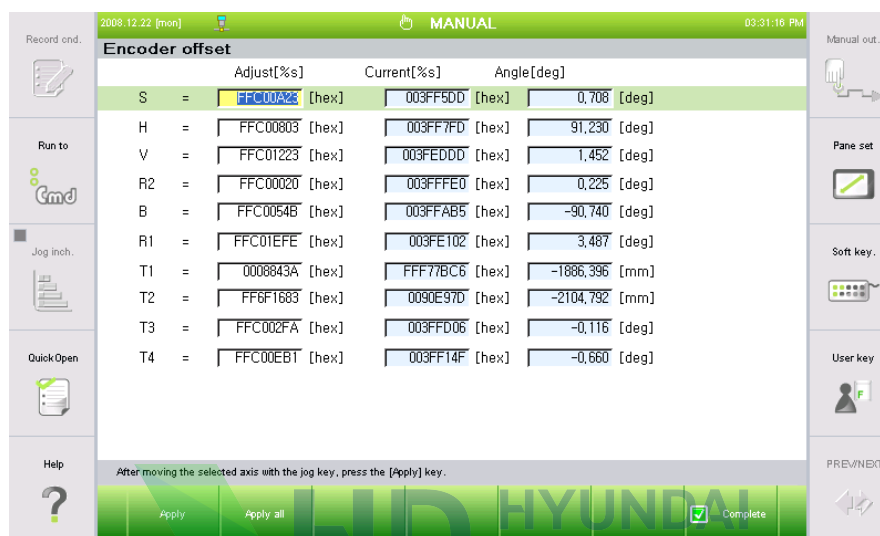 2008.12.22 [mon] MANUAL 03:31:16 PM
Record cnd.
Manual out.
Encoder offset
Adjust[%s] Current[%s] Angle[deg]
S = FFC00A23 [hex] 003FF5DD [hex] 0,708 [deg]
H = FFC00803 [hex] 003FF7FD [hex] 91,230 [deg]
Run to
Pane set
V = FFC01223 [hex] 003FEDDD [hex] 1,452 [deg]
R2 = FFC00020 [hex] 003FFFE0 [hex] 0,225 [deg]
Cmd
B = FFC0054B [hex] 003FFAB5 [hex] -90,740 [deg]
R1 = FFC01EFE [hex] 003FE102 [hex] 3,487 [deg]
Jog inch.
Soft key.
T1 = 0008843A [hex] FFF77BC6 [hex] -1886,396 [mm]
T2 = FF6F1683 [hex] 0090E97D [hex] -2104,792 [mm]
T3 = FFC002FA [hex] 003FFD06 [hex] -0,116 [deg]
T4 = FFC00EB1 [hex] 003FF14F [hex] -0,660 [deg]
QuickOpen
User key
F
Help
PREV/NEXT
After moving the selected axis with the jog key, press the [Apply] key.
Apply Apply all Complete
HYUNDAI